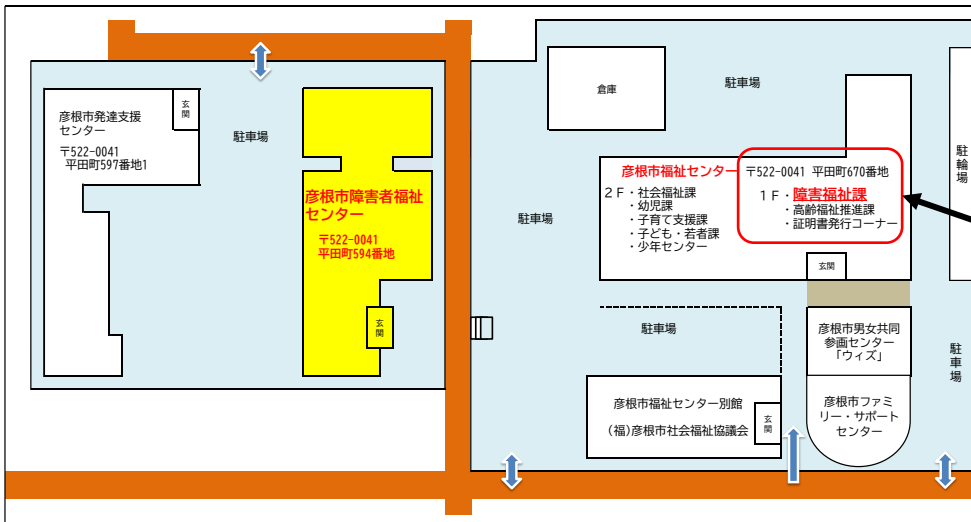 彦根市発達支援
センター
〒522-0041
平田町597番地1
玄
関
駐車場
彦根市障害者福祉
センター
〒522-0041
平田町594番地
玄
関
倉庫
駐車場
駐車場
彦根市福祉センター
〒522-0041 平田町670番地
２Ｆ・社会福祉課
・幼児課
・子育て支援課
・子ども・若者課
・少年センター
１Ｆ・障害福祉課
・高齢福祉推進課
・証明書発行コーナー
玄関
駐輪場
駐車場
彦根市男女共同
参画センター
「ウィズ」
彦根市ファミ
リー・サポート
センター
駐車場
彦根市福祉センター別館
(福)彦根市社会福祉協議会
玄
関